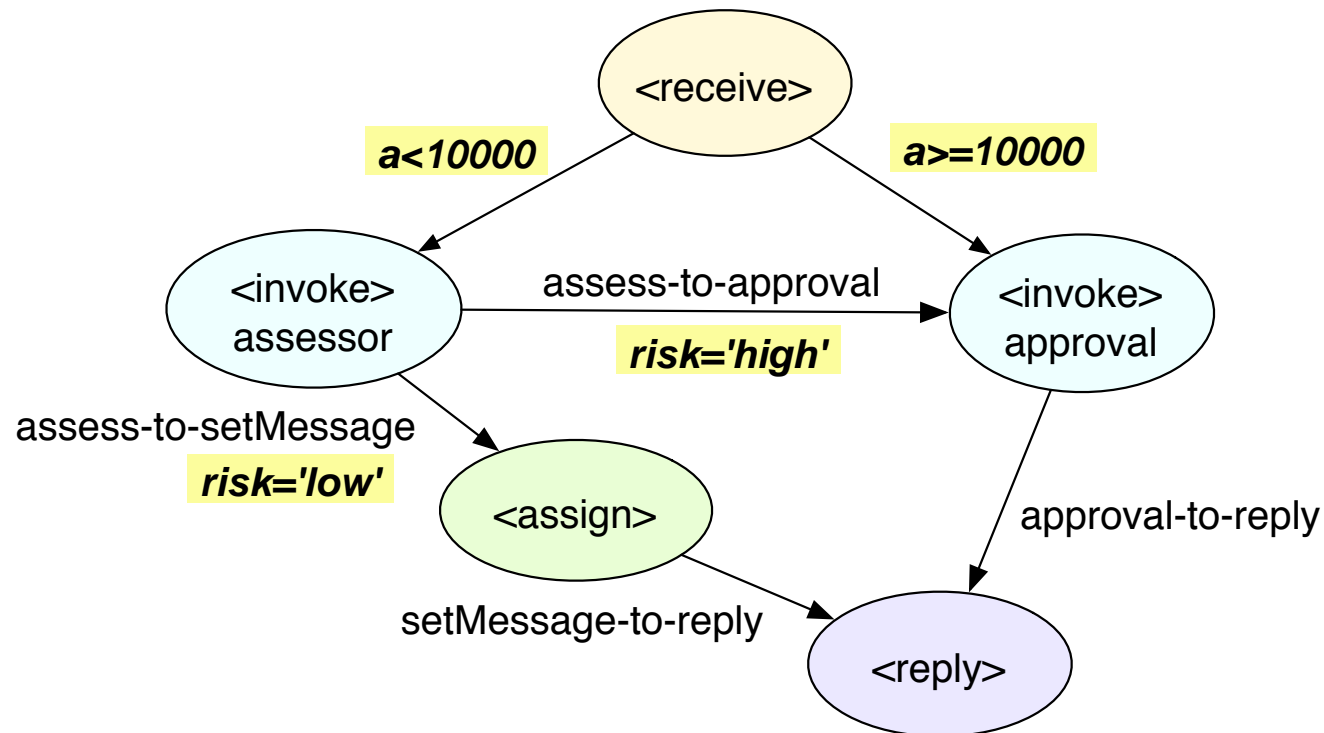 <receive>
a<10000
a>=10000
<invoke>
assessor
assess-to-approval
risk='high'
<invoke>
approval
assess-to-setMessage
risk='low'
<assign>
approval-to-reply
setMessage-to-reply
<reply>